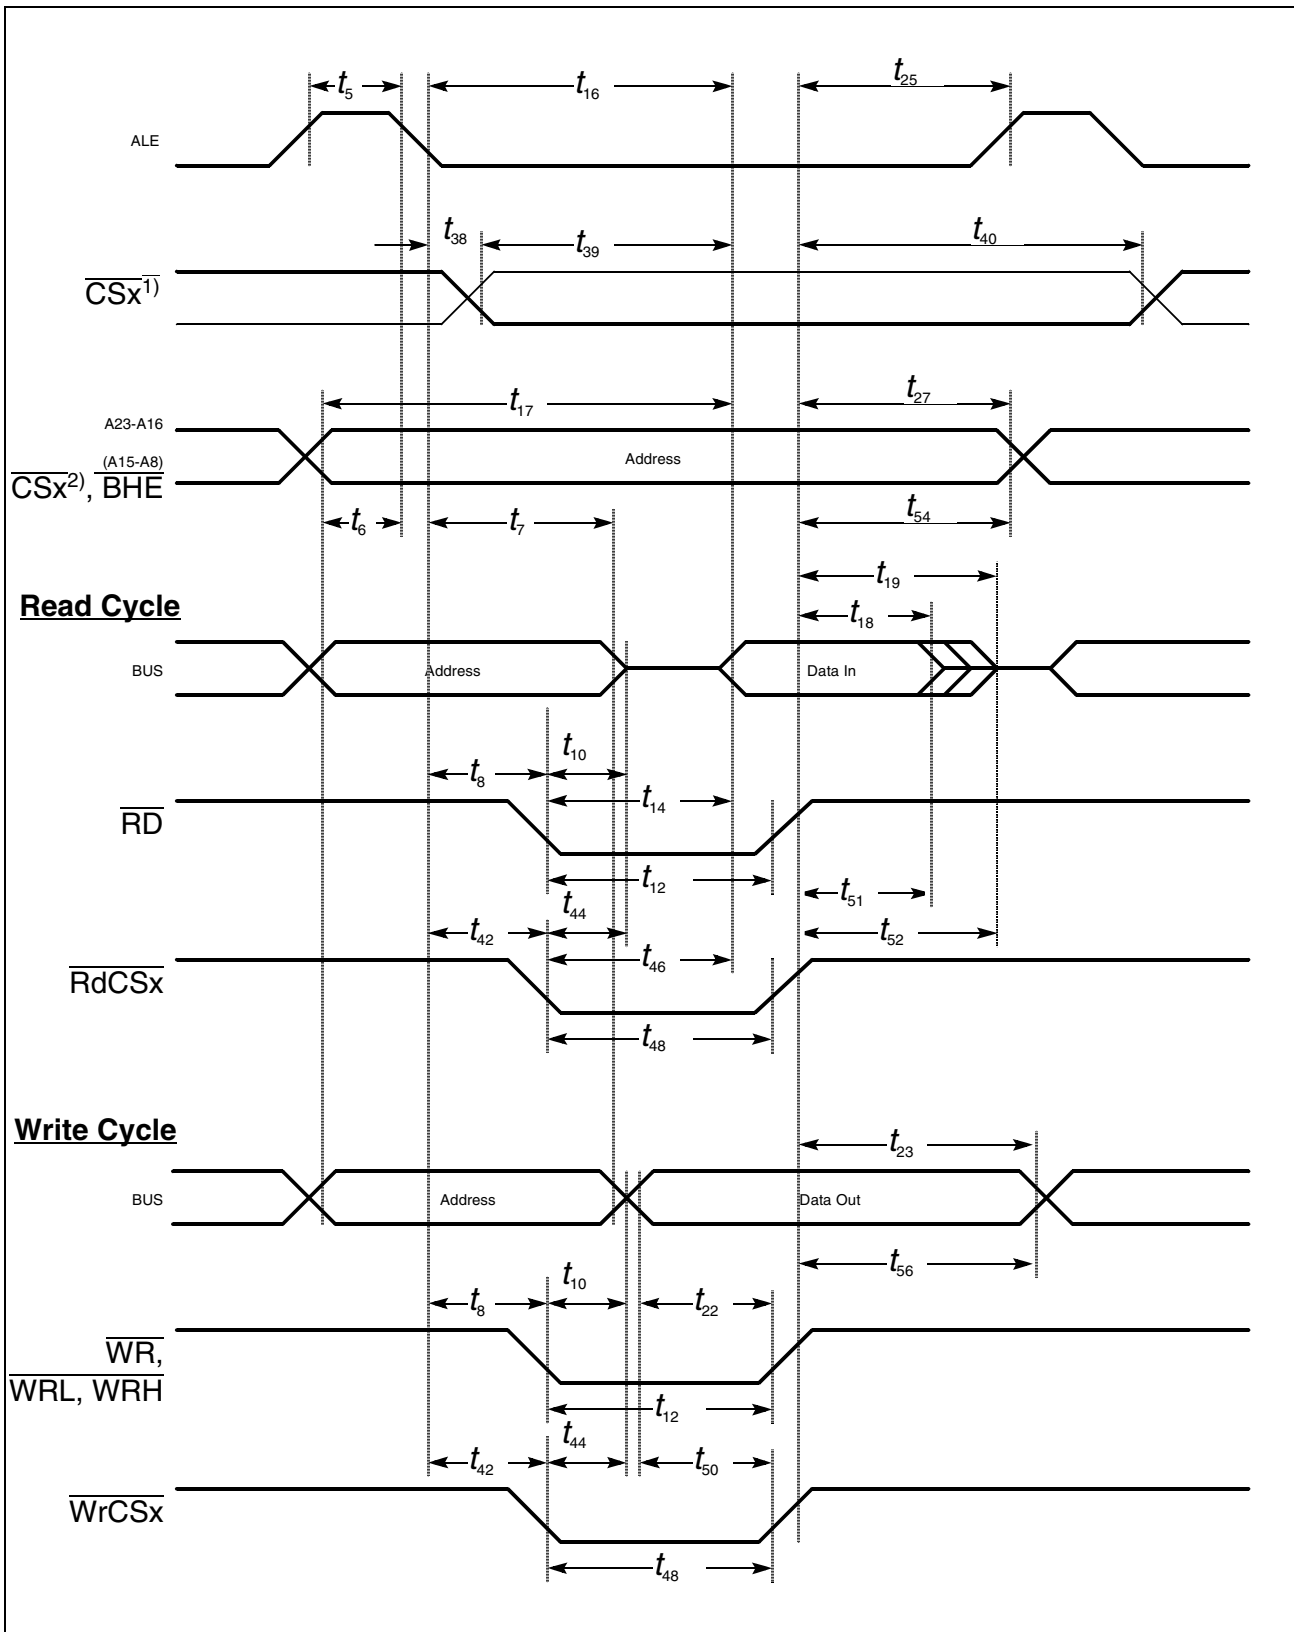 t5 t16 t25
ALE
t38 t39 t40
CSx1)
t17 t27
A23-A16
(A15-A8)
CSx2), BHE
Address
t6 t7 t54
t19
Read Cycle
t18
BUS Address Data In
t10
t8
t14
RD
t12
t51
t44
t42 t52
t46
RdCSx
t48
Write Cycle
t23
BUS Address Data Out
t56
t10
t8 t22
WR,
WRL, WRH
t12
t44
t42 t50
WrCSx
t48